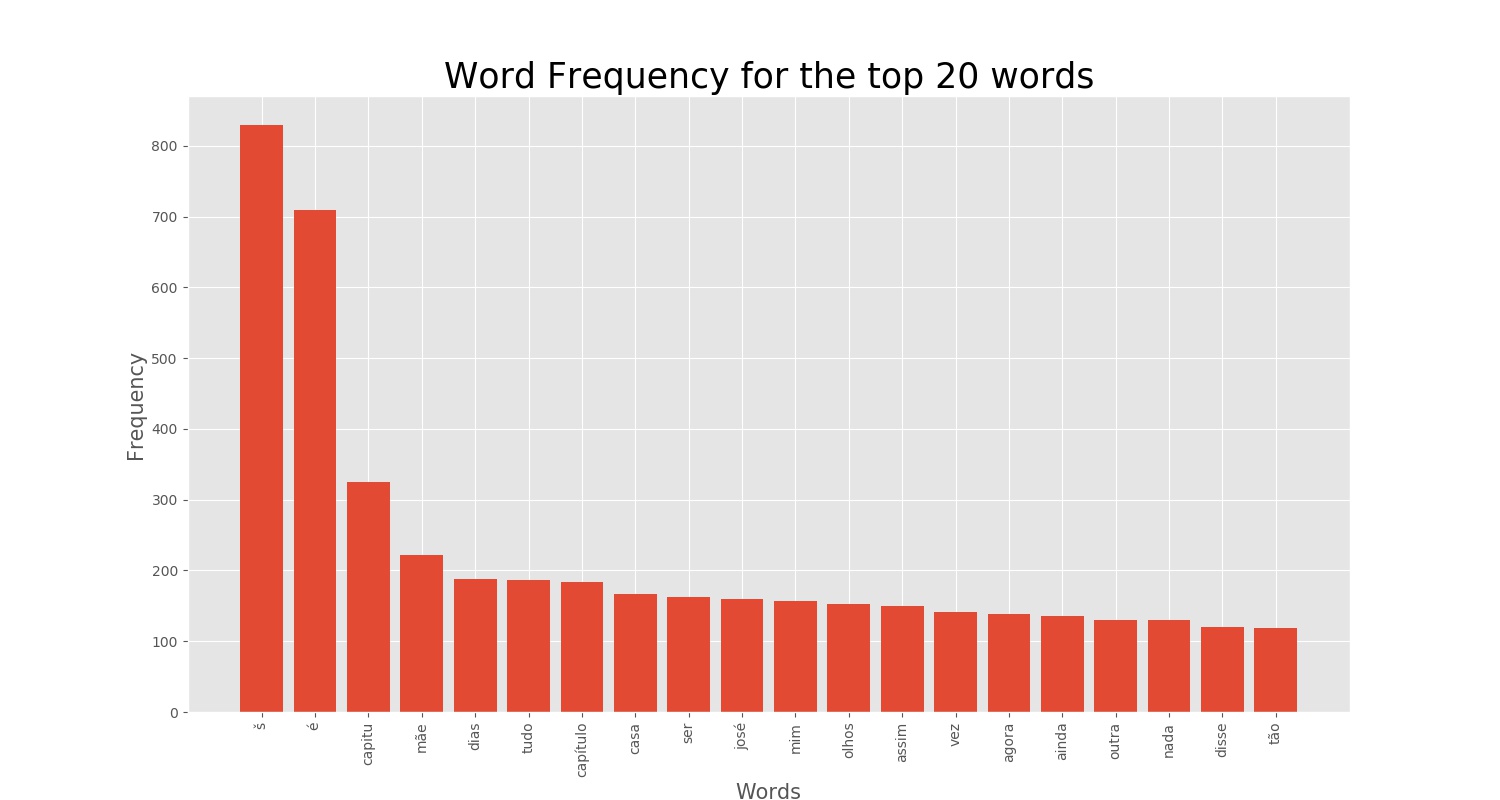 Word Frequency for the top 20 words
Frequency
800
700
600
500
400
300
200
100
0
š
é
capitu
mãe
dias
tudo
capítulo
casa
ser
josé
mim
olhos
assim
vez
agora
ainda
outra
nada
disse
tão
Words